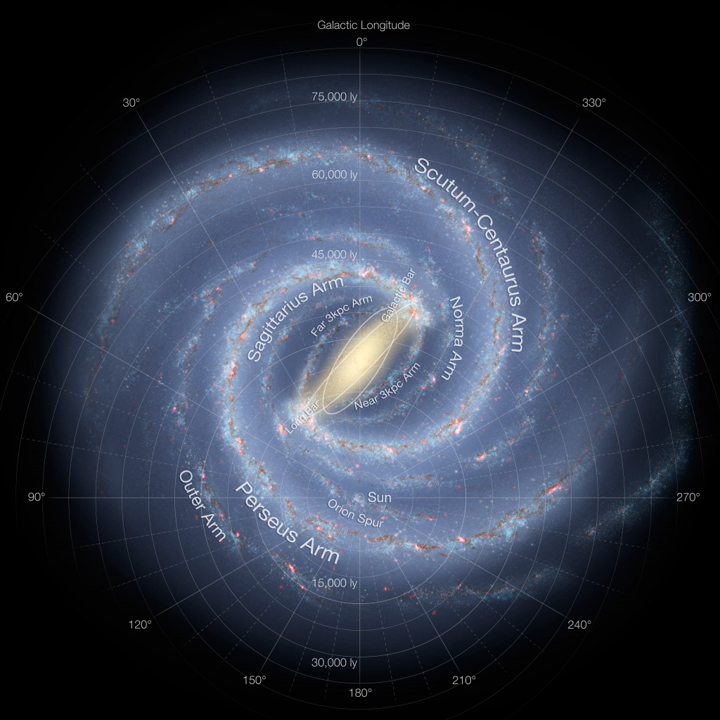 Galactic Longitude
0°
30°
330°
75,000 ly
60,000 ly
Scutum-Centaurus Arm
45,000 ly
Sagittarius Arm
Far 3kpc Arm
Galactic Bar
Norma Arm
60°
300°
Near 3kpc Arm
Long Bar
90°
Sun
270°
Orion Spur
Outer Arm
Perseus Arm
15,000 ly
120°
240°
30,000 ly
150°
210°
180°